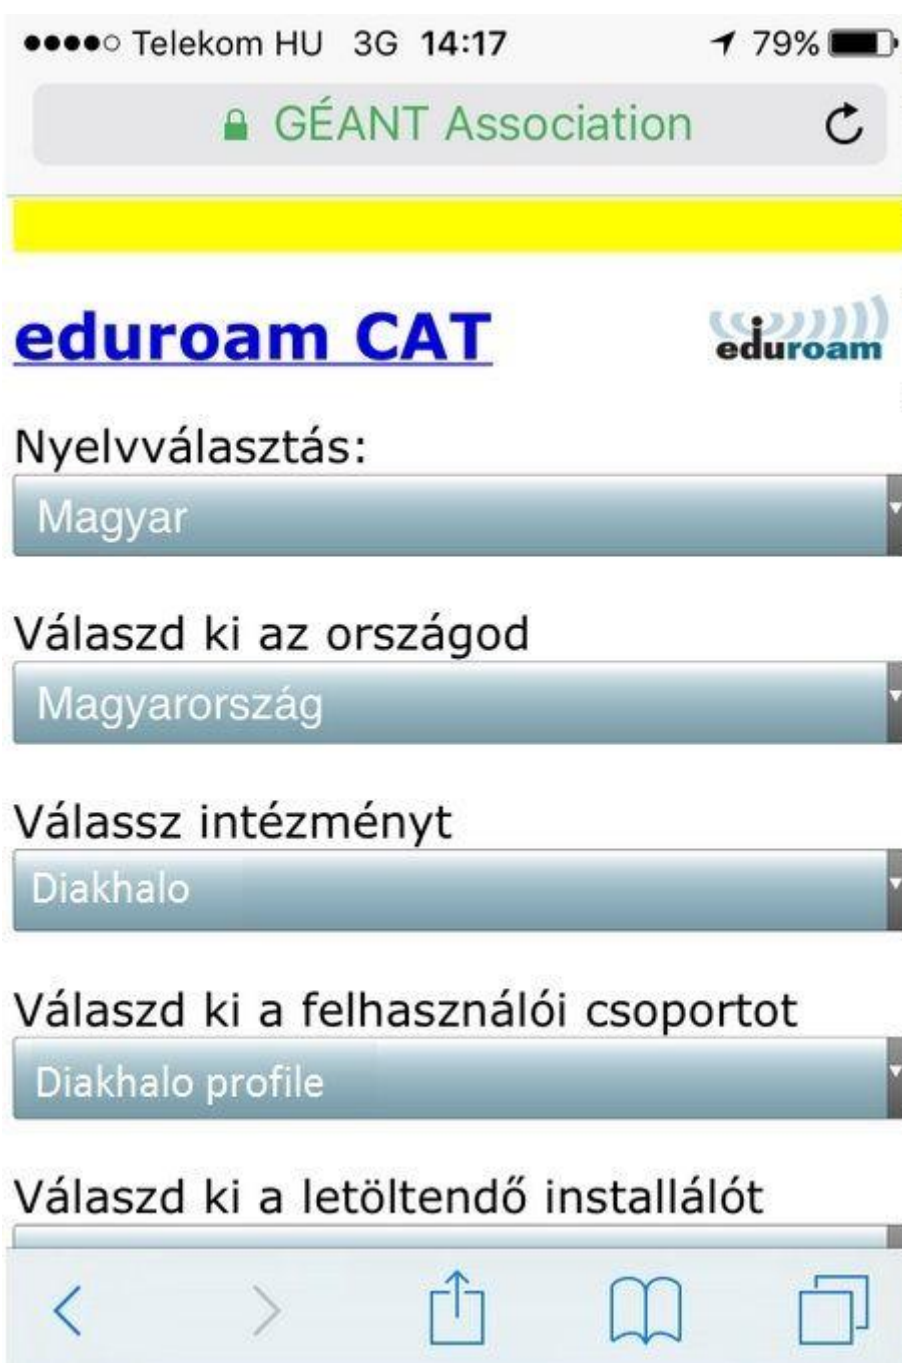 Telekom HU 3G 14:17 79%
GÉANT Association
eduroam CAT
eduroam
Nyelvválasztás:
Magyar
Válaszd ki az országod
Magyarország
Válassz intézményt
Diakhalo
Válaszd ki a felhasználói csoportot
Diakhalo profile
Válaszd ki a letöltendő installálót